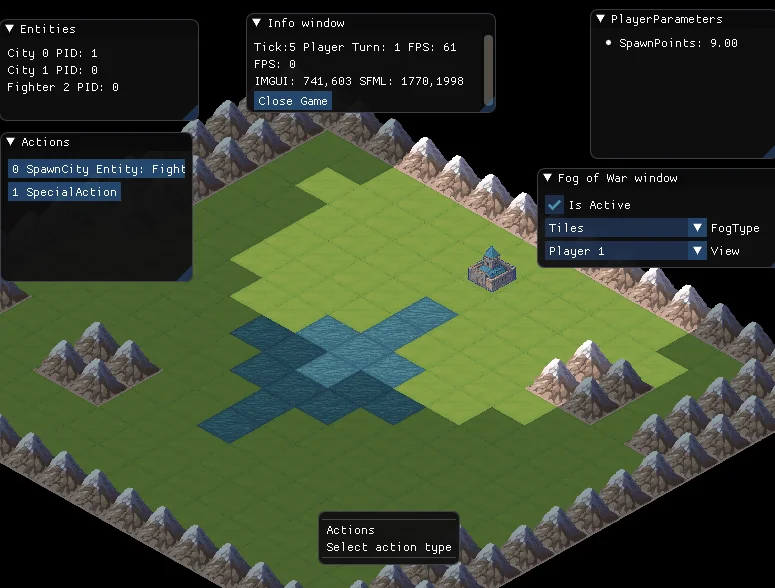 Entities
City 0 PID: 1
City 1 PID: 0
Fighter 2 PID: 0
Info window
Tick:5 Player Turn: 1 FPS: 61
FPS: 0
IMGUI: 741,603 SFML: 1770,1998
Close Game
PlayerParameters
SpawnPoints: 9.00
Actions
0 SpawnCity Entity: Fight
1 SpecialAction
Fog of War window
Is Active
Tiles FogType
Player 1 View
Actions
Select action type